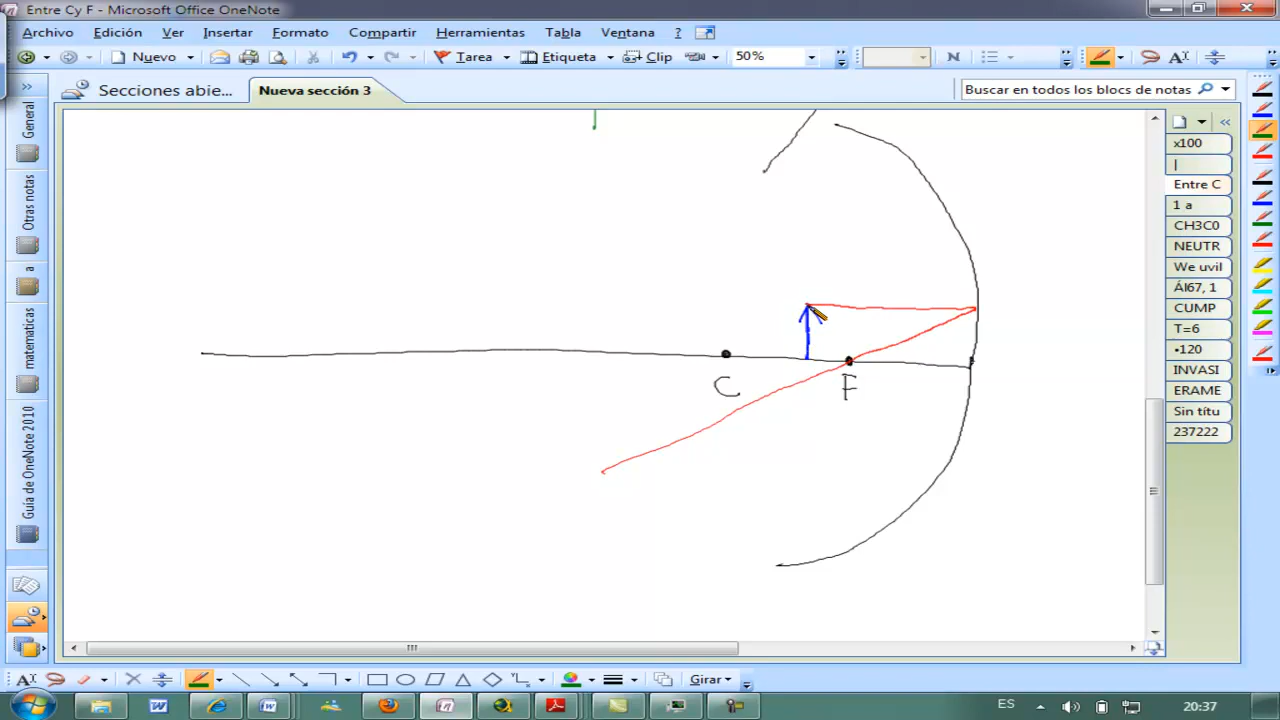 Entre Cy F - Microsoft Office OneNote
Archivo Edición Ver Insertar Formato Compartir Herramientas Tabla Ventana ?
Nuevo Tarea Etiqueta Clip 50% N
Secciones abie... Nueva sección 3 Buscar en todos los blocs de notas
General
Otras notas
a
matematicas
Guía de OneNote 2007
C
F
x100
|
Entre C
1 a
CH3C0
NEUTR
We uvil
ÁI67, 1
CUMP
T=6
•120
INVASI
ERAME
Sin títu
237222
Girar
ES 20:37